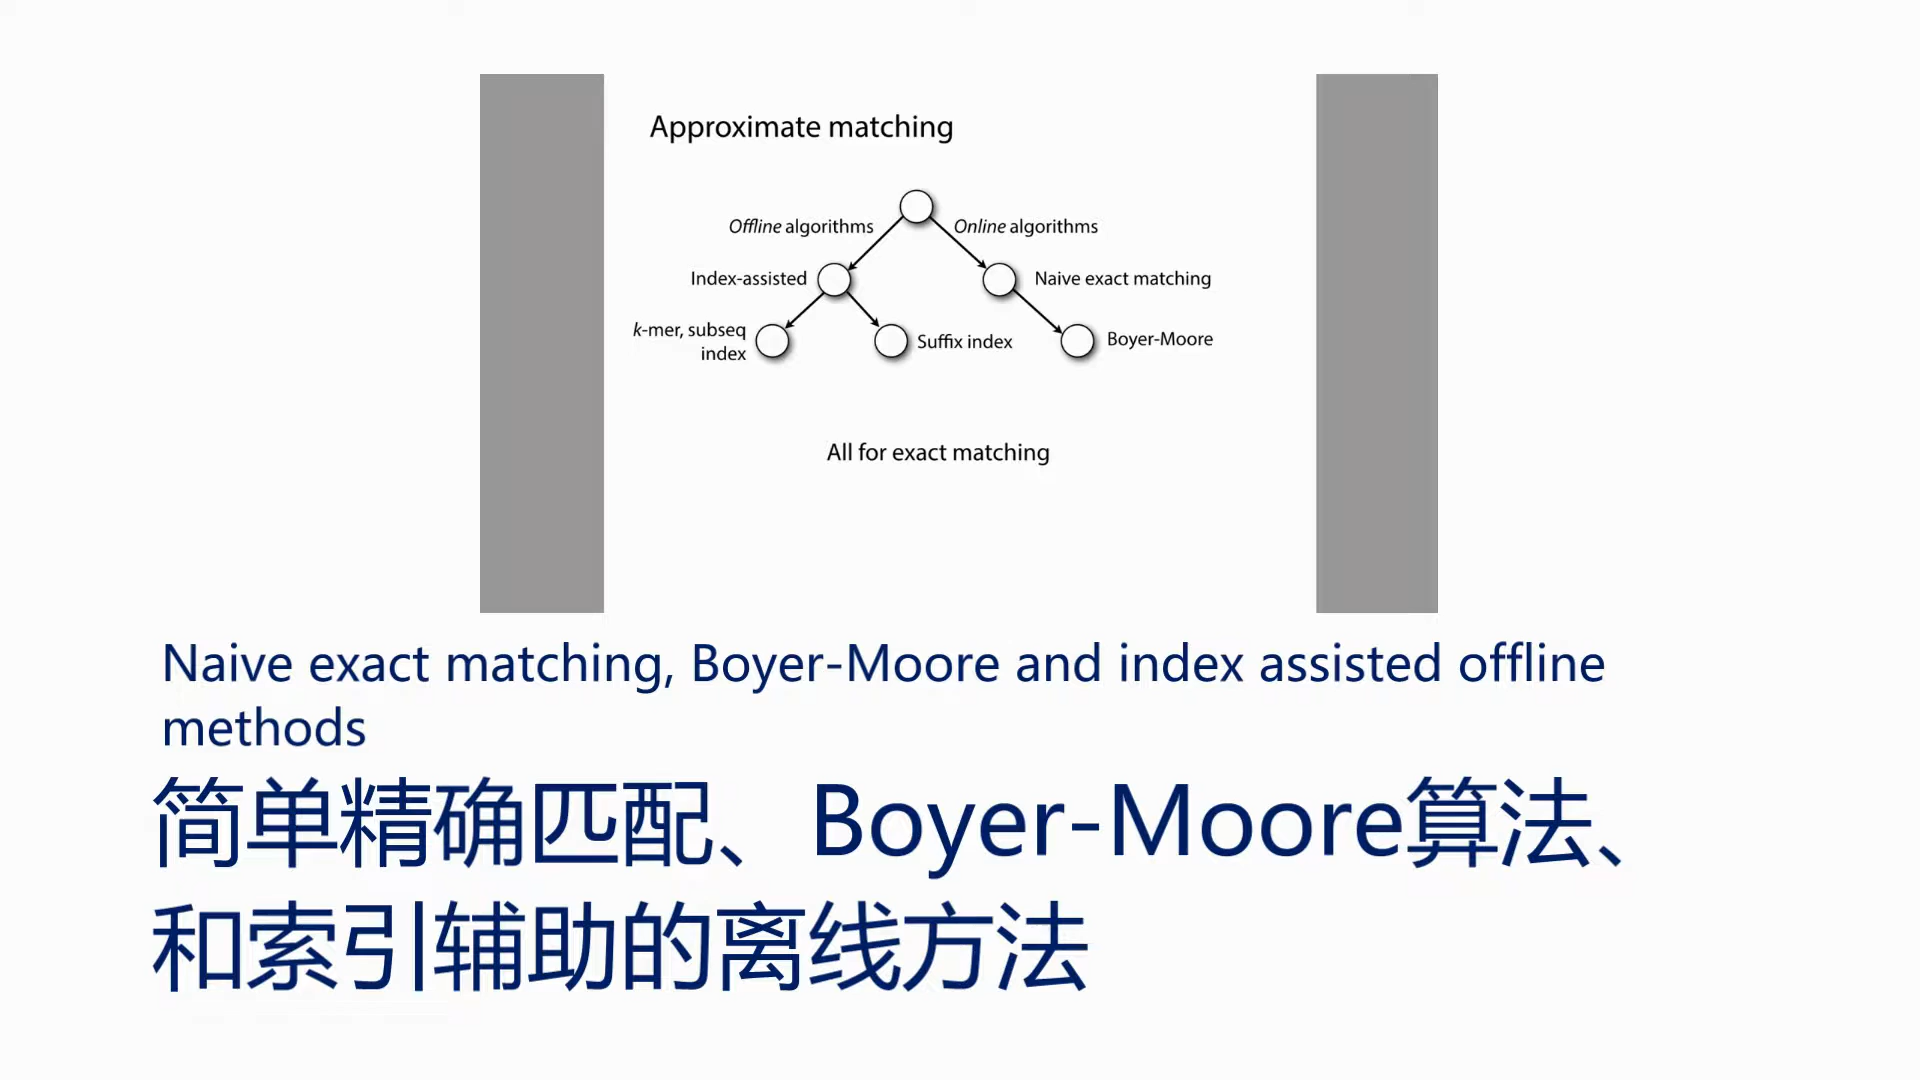 Approximate matching
Offline algorithms
Online algorithms
Index-assisted
Naive exact matching
k-mer, subseq
index
Suffix index
Boyer-Moore
All for exact matching
Naive exact matching, Boyer-Moore and index assisted offline
methods
简单精确匹配、Boyer-Moore算法、
和索引辅助的离线方法